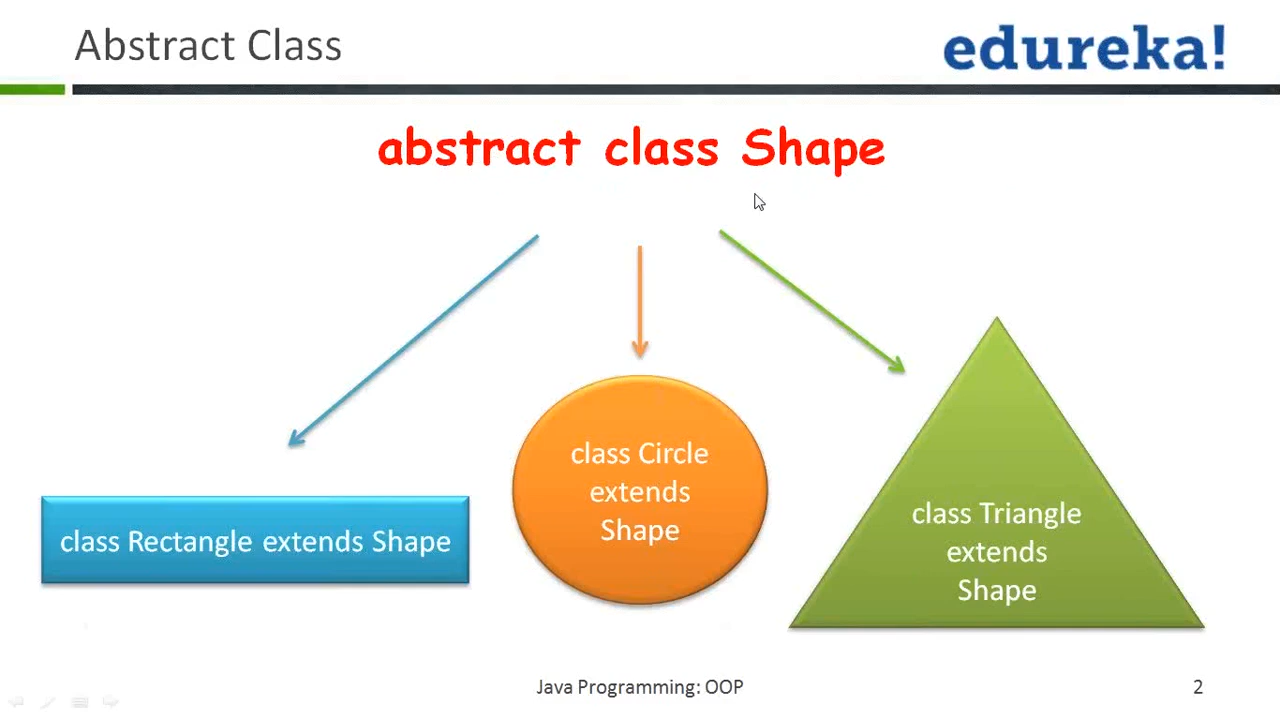 Abstract Class
edureka!
abstract class Shape
class Rectangle extends Shape
class Circle
extends
Shape
class Triangle
extends
Shape
Java Programming: OOP
2